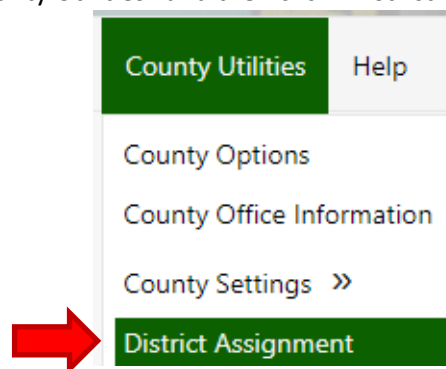 County Utilities Help
County Options
County Office Information
County Settings »
District Assignment